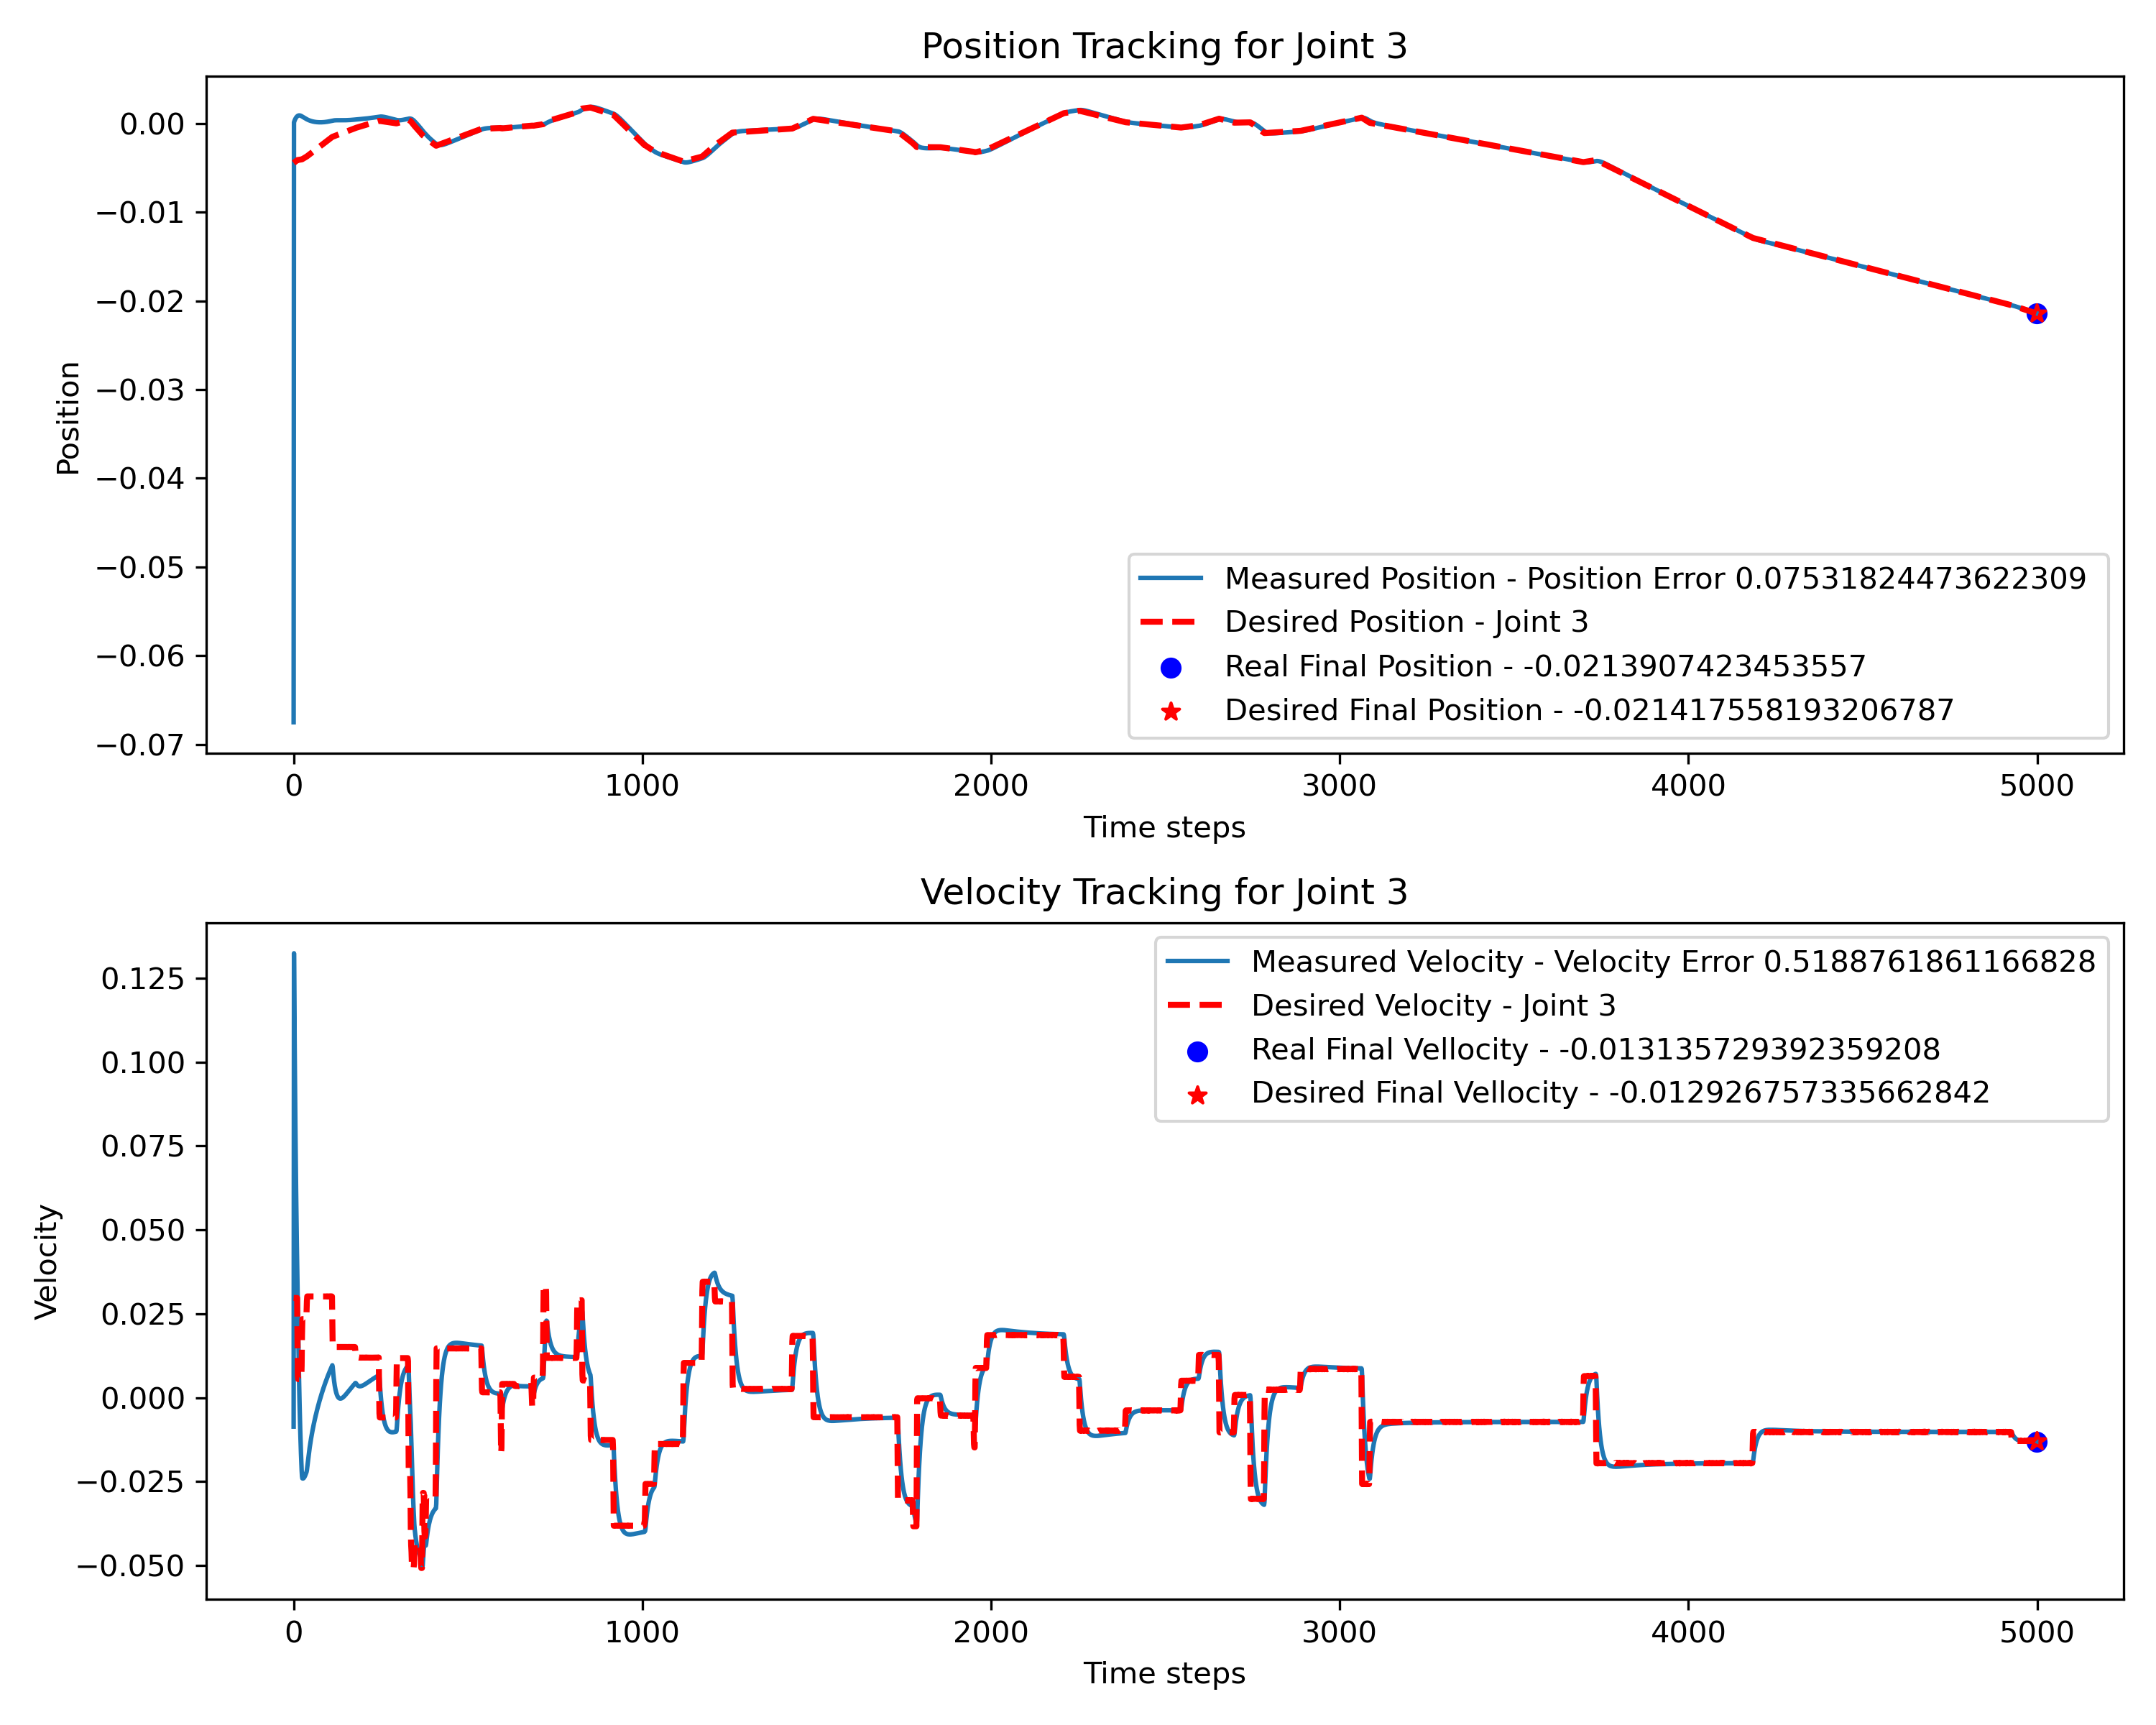 Position Tracking for Joint 3
0.00
−0.01
−0.02
−0.03
−0.04
−0.05
−0.06
−0.07
Position
Measured Position - Position Error 0.07531824473622309
Desired Position - Joint 3
Real Final Position - -0.0213907423453557
Desired Final Position - -0.021417558193206787
0 1000 2000 3000 4000 5000
Time steps
Velocity Tracking for Joint 3
0.125
0.100
0.075
0.050
0.025
0.000
−0.025
−0.050
Velocity
Measured Velocity - Velocity Error 0.5188761861166828
Desired Velocity - Joint 3
Real Final Vellocity - -0.013135729392359208
Desired Final Vellocity - -0.012926757335662842
0 1000 2000 3000 4000 5000
Time steps